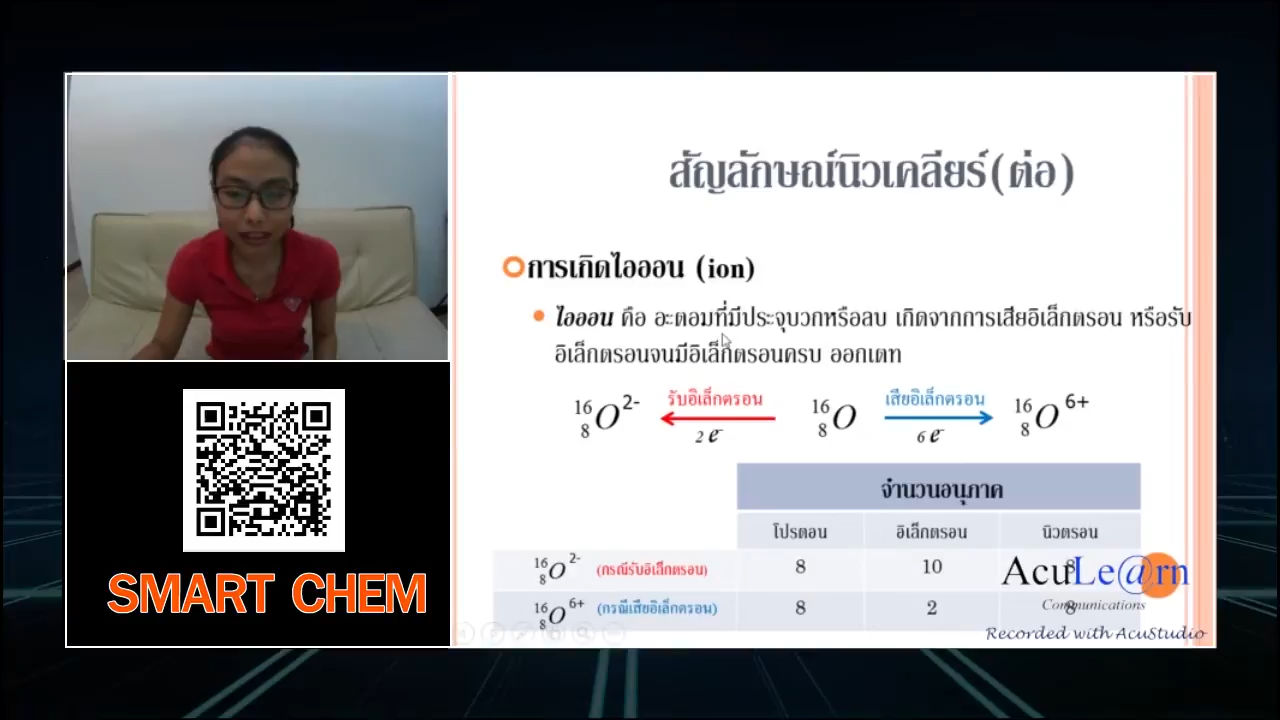 สัญลักษณ์นิวเคลียร์(ต่อ)
การเกิดไอออน (ion)
ไอออน คือ อะตอมที่มีประจุบวกหรือลบ เกิดจากการเสียอิเล็กตรอน หรือรับ
อิเล็กตรอนจนมีอิเล็กตรอนครบ ออกเตท
16 8 O 2- รับอิเล็กตรอน 2 e⁻ 16 8 O เสียอิเล็กตรอน 6 e⁻ 16 8 O 6+
จำนวนอนุภาค
โปรตอน อิเล็กตรอน นิวตรอน
16 8 O 2- (กรณีรับอิเล็กตรอน) 8 10 8
16 8 O 6+ (กรณีเสียอิเล็กตรอน) 8 2 8
SMART CHEM
AcuLe@rn
Communications
Recorded with AcuStudio